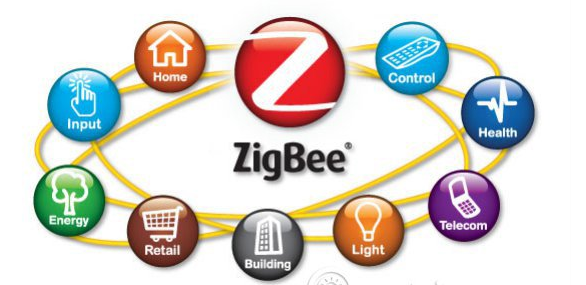 Home
Control
Input
Health
ZigBee®
Energy
Telecom
Retail
Light
Building